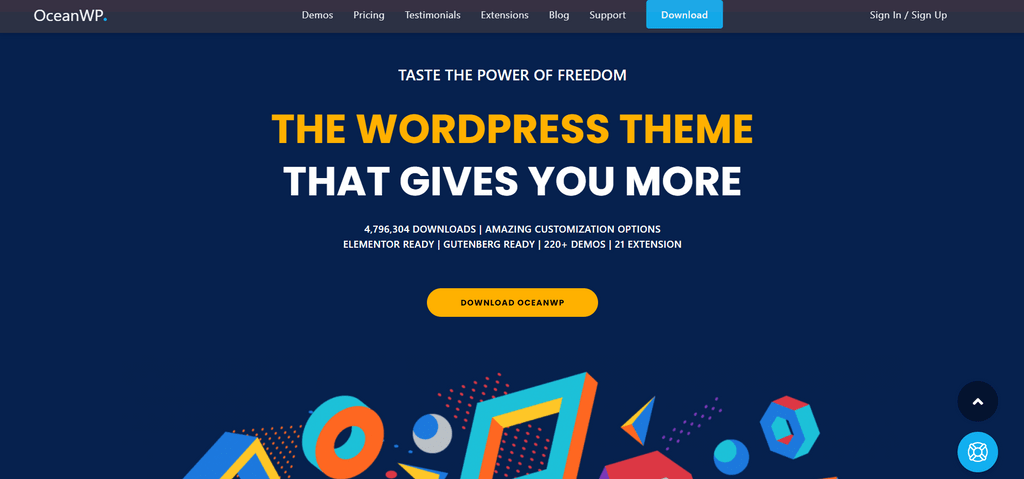 OceanWP.
Demos Pricing Testimonials Extensions Blog Support Download Sign In / Sign Up
TASTE THE POWER OF FREEDOM
THE WORDPRESS THEME
THAT GIVES YOU MORE
4,796,304 DOWNLOADS | AMAZING CUSTOMIZATION OPTIONS
ELEMENTOR READY | GUTENBERG READY | 220+ DEMOS | 21 EXTENSION
DOWNLOAD OCEANWP